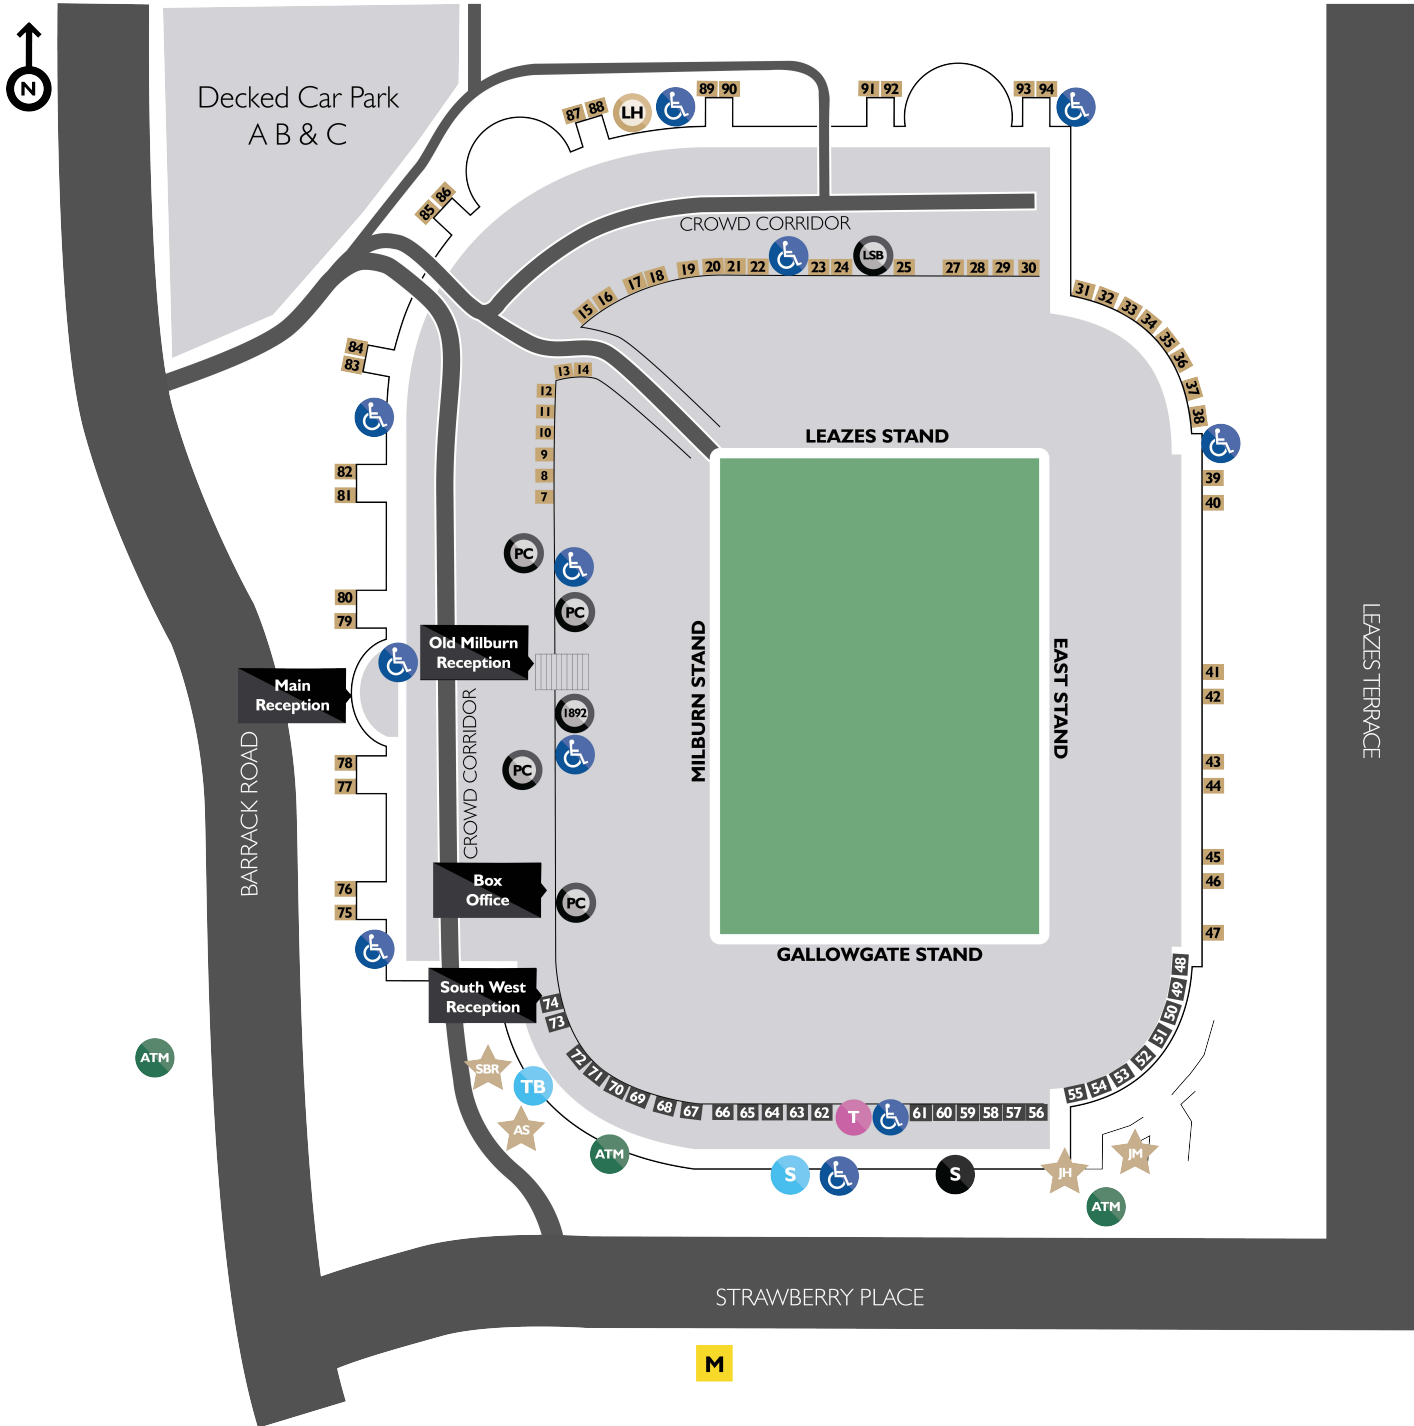 N
Decked Car Park
A B & C
89 90
91 92
93 94
87 88
LH
85 86
CROWD CORRIDOR
LSB
15 16 17 18 19 20 21 22 23 24 25 27 28 29 30
31 32 33 34 35 36 37 38
84
83
13 14
12
11
10
9
8
7
LEAZES STAND
82
81
39
40
PC
PC
80
79
Old Milburn
Reception
Main
Reception
MILBURN STAND
EAST STAND
LEAZES TERRACE
41
42
1892
CROWD CORRIDOR
BARRACK ROAD
PC
78
77
43
44
45
46
Box
Office
PC
76
75
47
GALLOWGATE STAND
South West
Reception
74
73
48
49
50
51
52
53
54
55
ATM
SBR
TB
AS
72 71 70 69 68 67 66 65 64 63 62
T
61 60 59 58 57 56
ATM
S
S
JH
JM
ATM
STRAWBERRY PLACE
M